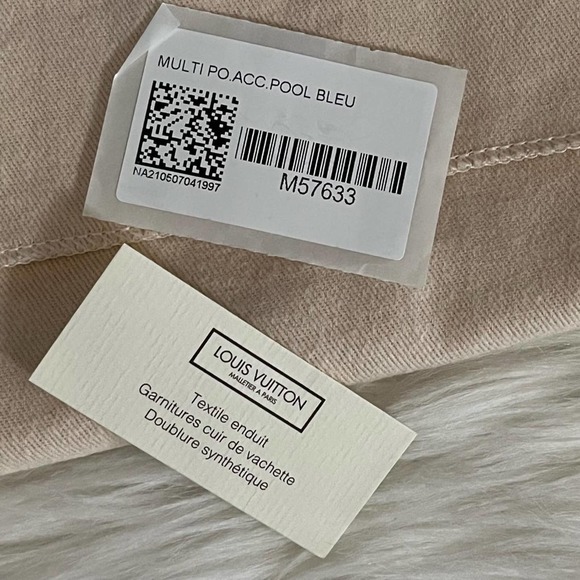 MULTI PO.ACC.POOL BLEU
NA210507041997
M57633
LOUIS VUITTON
MALLETIER A PARIS
Textile enduit
Garnitures cuir de vachette
Doublure synthétique